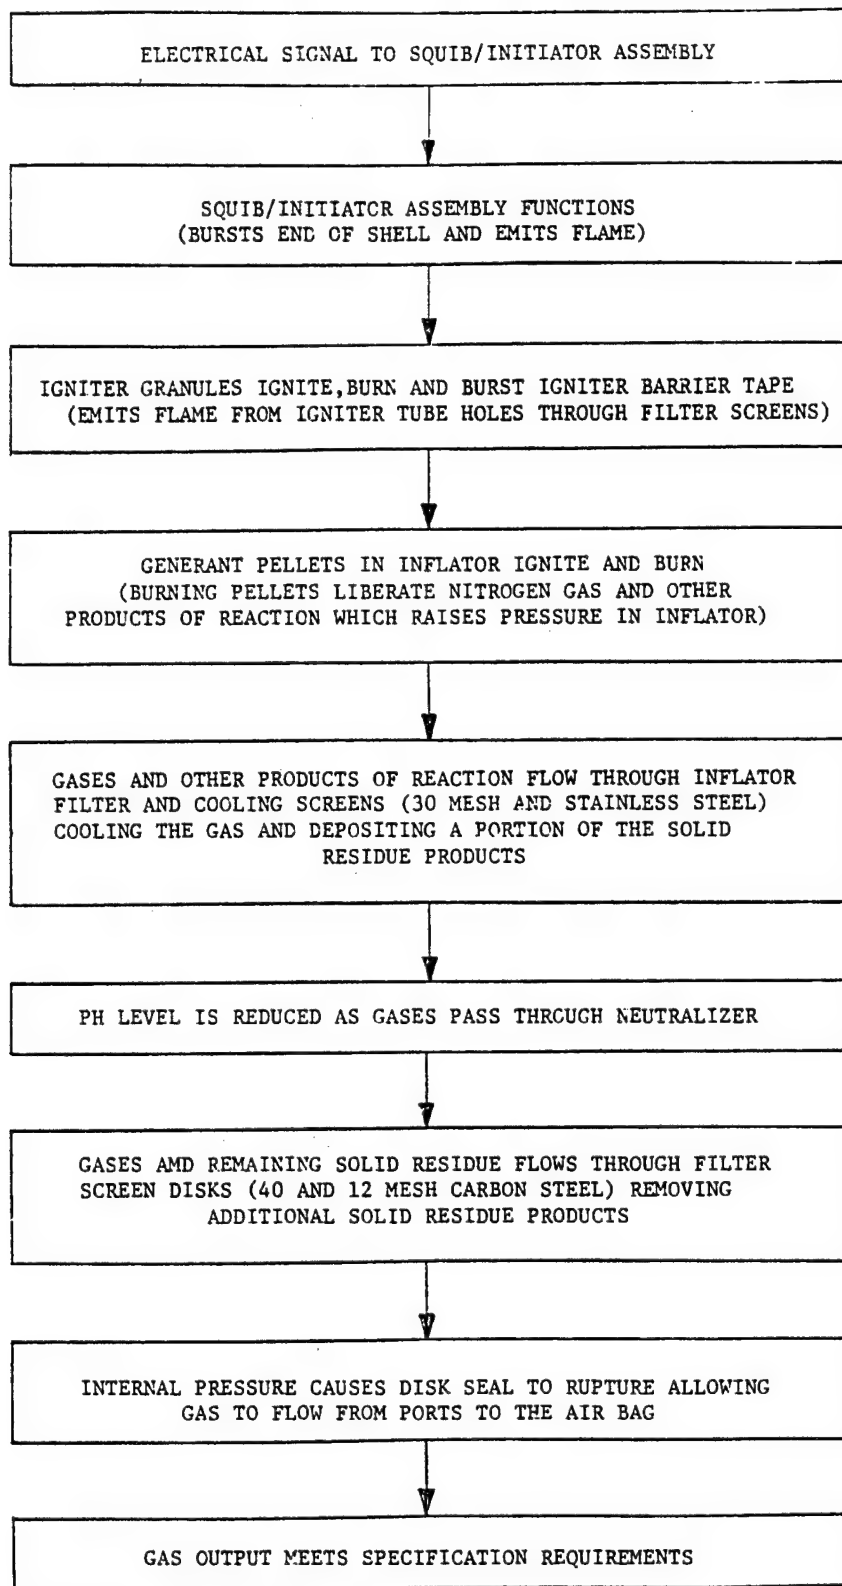 ELECTRICAL SIGNAL TO SQUIB/INITIATOR ASSEMBLY
SQUIB/INITIATOR ASSEMBLY FUNCTIONS
(BURSTS END OF SHELL AND EMITS FLAME)
IGNITER GRANULES IGNITE,BURN AND BURST IGNITER BARRIER TAPE
(EMITS FLAME FROM IGNITER TUBE HOLES THROUGH FILTER SCREENS)
GENERANT PELLETS IN INFLATOR IGNITE AND BURN
(BURNING PELLETS LIBERATE NITROGEN GAS AND OTHER
PRODUCTS OF REACTION WHICH RAISES PRESSURE IN INFLATOR)
GASES AND OTHER PRODUCTS OF REACTION FLOW THROUGH INFLATOR
FILTER AND COOLING SCREENS (30 MESH AND STAINLESS STEEL)
COOLING THE GAS AND DEPOSITING A PORTION OF THE SOLID
RESIDUE PRODUCTS
PH LEVEL IS REDUCED AS GASES PASS THROUGH NEUTRALIZER
GASES AMD REMAINING SOLID RESIDUE FLOWS THROUGH FILTER
SCREEN DISKS (40 AND 12 MESH CARBON STEEL) REMOVING
ADDITIONAL SOLID RESIDUE PRODUCTS
INTERNAL PRESSURE CAUSES DISK SEAL TO RUPTURE ALLOWING
GAS TO FLOW FROM PORTS TO THE AIR BAG
GAS OUTPUT MEETS SPECIFICATION REQUIREMENTS